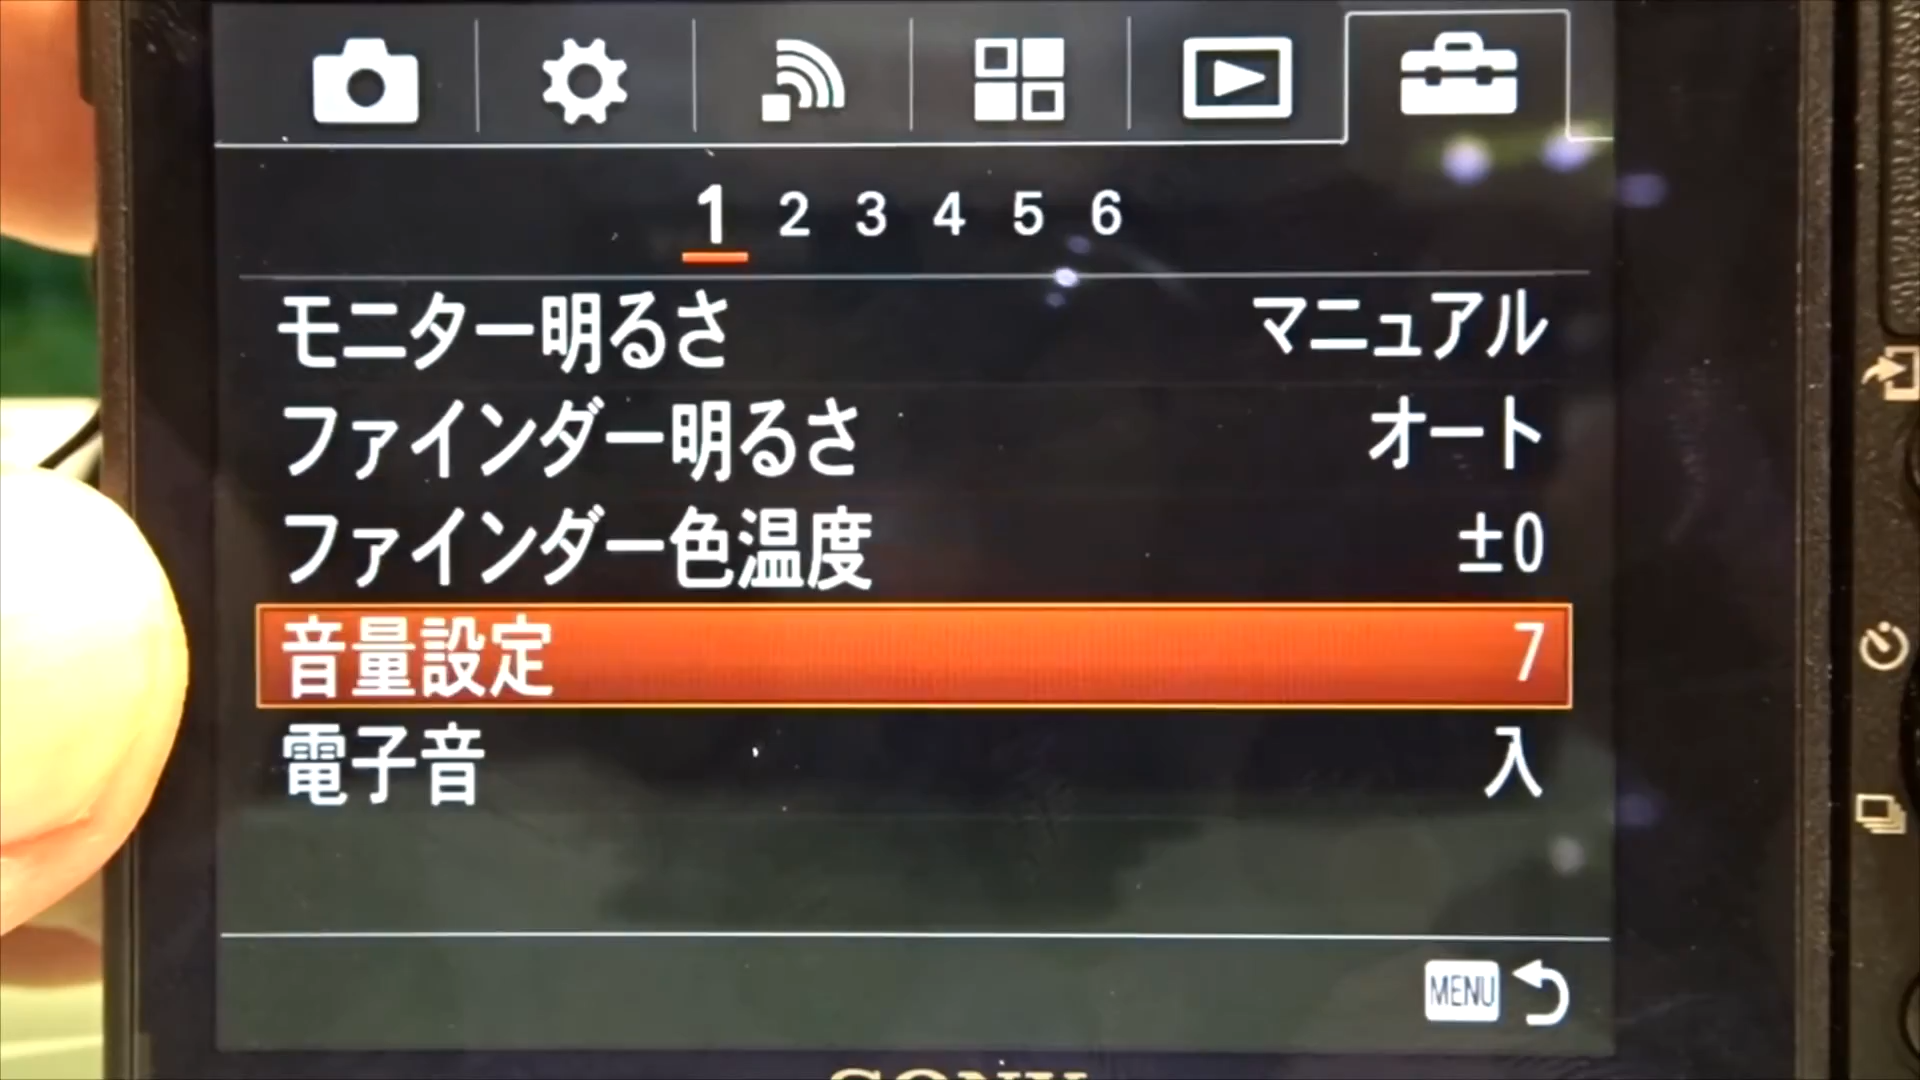 1 2 3 4 5 6
モニター明るさ マニュアル
ファインダー明るさ オート
ファインダー色温度 ±0
音量設定 7
電子音 入
MENU
SONY